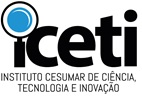 iceti
INSTITUTO CESUMAR DE CIÊNCIA,
TECNOLOGIA E INOVAÇÃO